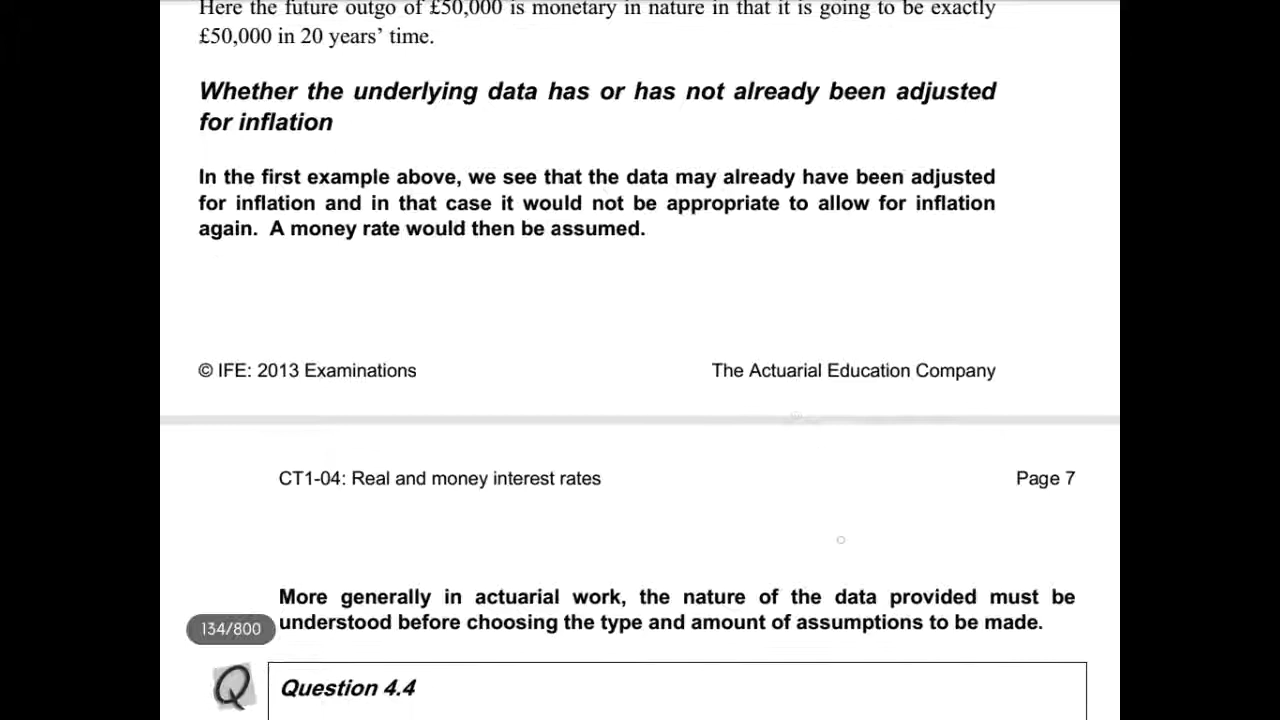 Here the future outgo of £50,000 is monetary in nature in that it is going to be exactly
£50,000 in 20 years’ time.
Whether the underlying data has or has not already been adjusted
for inflation
In the first example above, we see that the data may already have been adjusted
for inflation and in that case it would not be appropriate to allow for inflation
again. A money rate would then be assumed.
© IFE: 2013 Examinations The Actuarial Education Company
CT1-04: Real and money interest rates Page 7
More generally in actuarial work, the nature of the data provided must be
134/800 understood before choosing the type and amount of assumptions to be made.
Q Question 4.4